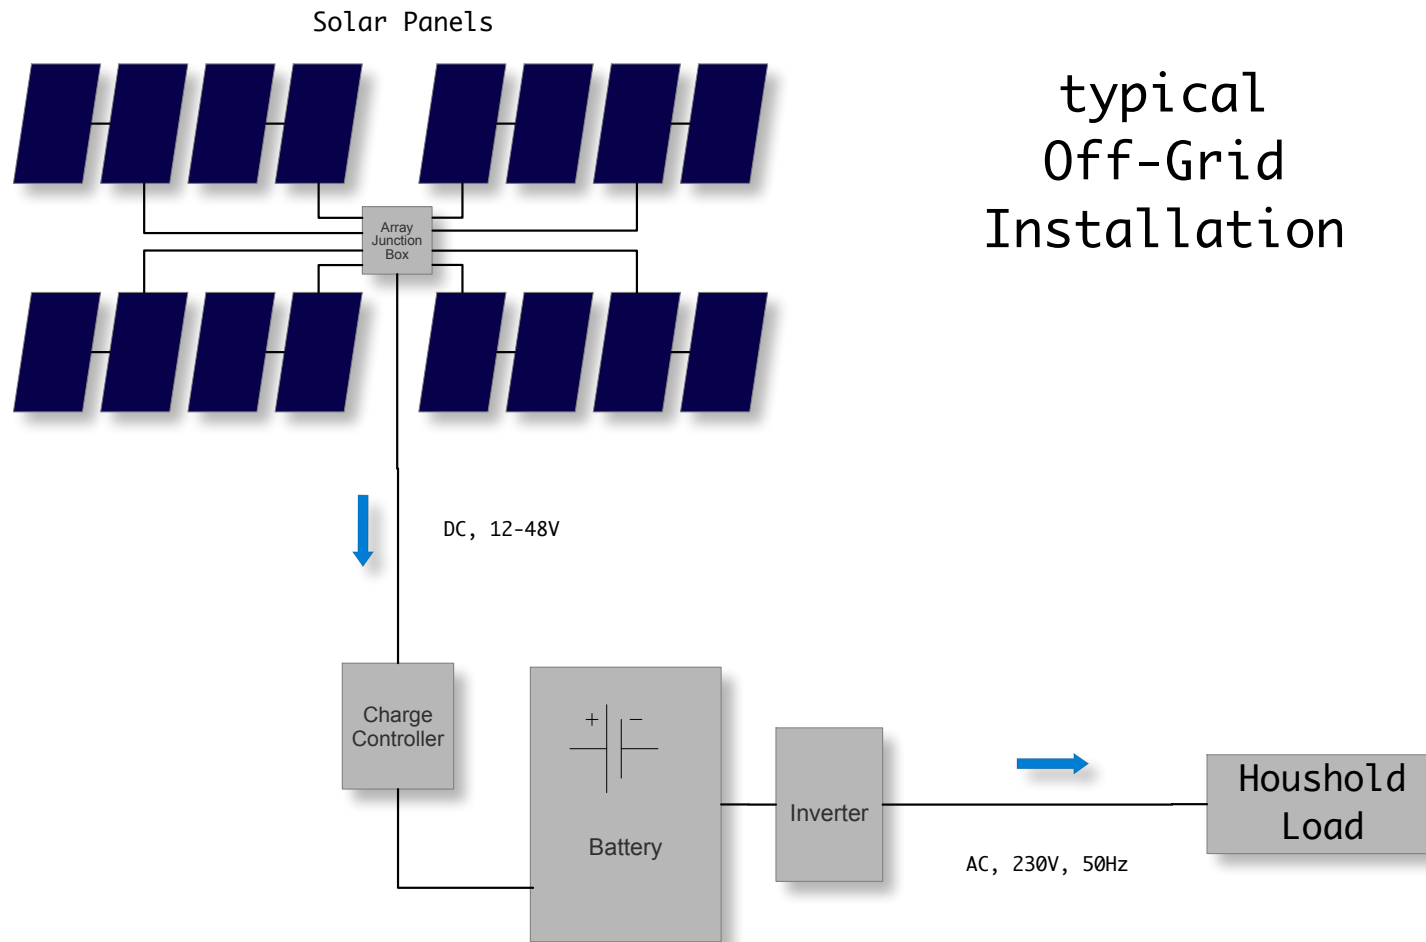 Solar Panels
typical
Off-Grid
Installation
Array
Junction
Box
DC, 12-48V
Charge
Controller
+ −
Battery
Inverter
AC, 230V, 50Hz
Houshold
Load